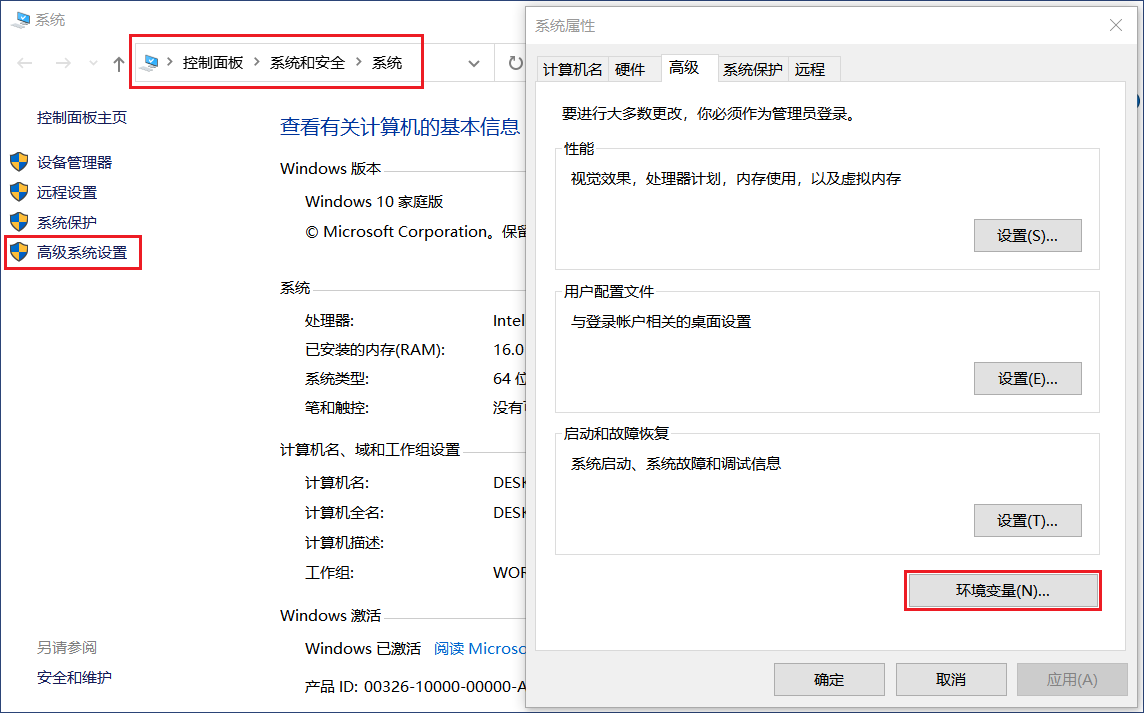 系统
控制面板 > 系统和安全 > 系统
控制面板主页
设备管理器
远程设置
系统保护
高级系统设置
另请参阅
安全和维护
查看有关计算机的基本信息
Windows 版本
Windows 10 家庭版
© Microsoft Corporation。保留
系统
处理器: Intel
已安装的内存(RAM): 16.0
系统类型: 64 位
笔和触控: 没有
计算机名、域和工作组设置
计算机名: DESK
计算机全名: DESK
计算机描述:
工作组: WOR
Windows 激活
Windows 已激活 阅读 Microso
产品 ID: 00326-10000-00000-A
系统属性
计算机名 硬件 高级 系统保护 远程
要进行大多数更改，你必须作为管理员登录。
性能
视觉效果，处理器计划，内存使用，以及虚拟内存
设置(S)...
用户配置文件
与登录帐户相关的桌面设置
设置(E)...
启动和故障恢复
系统启动、系统故障和调试信息
设置(T)...
环境变量(N)...
确定 取消 应用(A)